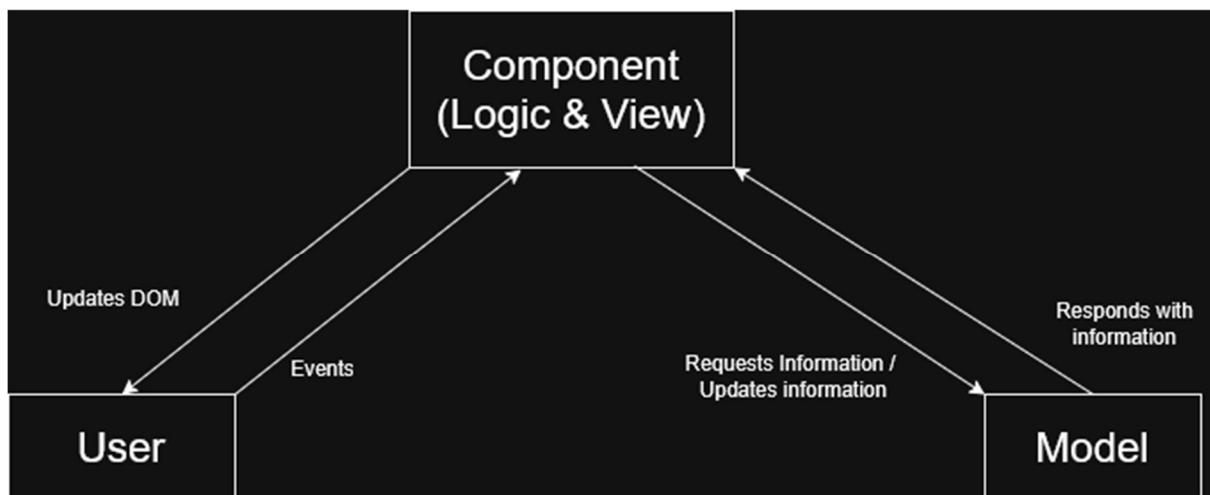 Component
(Logic & View)
Updates DOM
Events
Requests Information /
Updates information
Responds with
information
User
Model